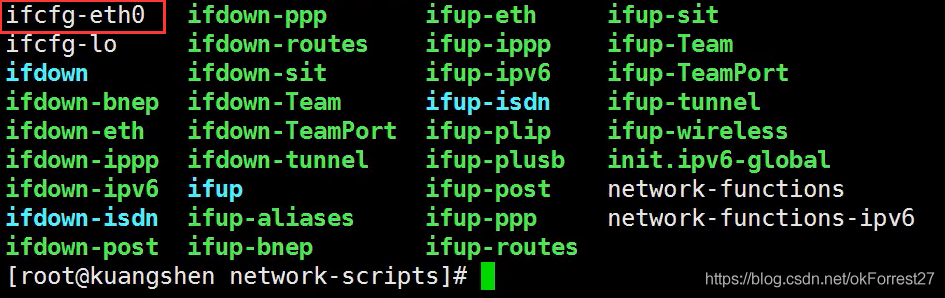 ifcfg-eth0 ifdown-ppp ifup-eth ifup-sit
ifcfg-lo ifdown-routes ifup-ippp ifup-Team
ifdown ifdown-sit ifup-ipv6 ifup-TeamPort
ifdown-bnep ifdown-Team ifup-isdn ifup-tunnel
ifdown-eth ifdown-TeamPort ifup-plip ifup-wireless
ifdown-ippp ifdown-tunnel ifup-plusb init.ipv6-global
ifdown-ipv6 ifup ifup-post network-functions
ifdown-isdn ifup-aliases ifup-ppp network-functions-ipv6
ifdown-post ifup-bnep ifup-routes
[root@kuangshen network-scripts]#
https://blog.csdn.net/okForrest27